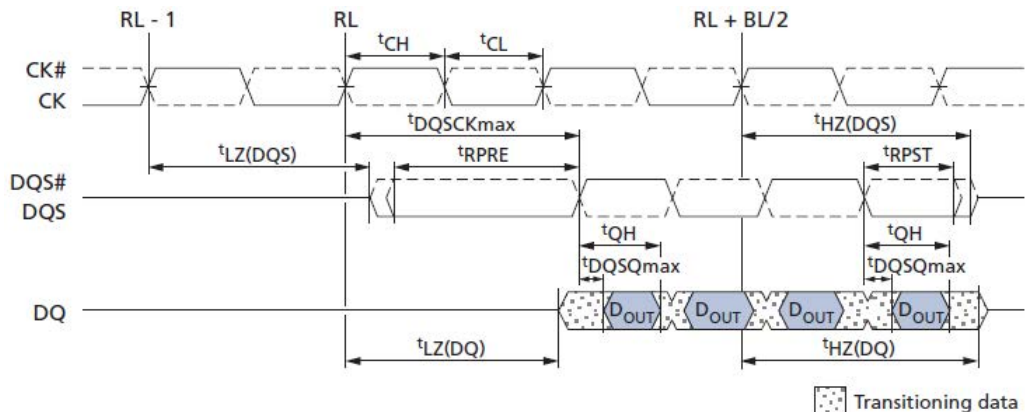 RL - 1 RL RL + BL/2
tCH tCL
CK#
CK
tDQSCKmax tHZ(DQS)
tLZ(DQS) tRPRE tRPST
DQS#
DQS
tQH tQH
tDQSQmax tDQSQmax
DQ DOUT DOUT DOUT DOUT
tLZ(DQ) tHZ(DQ)
Transitioning data